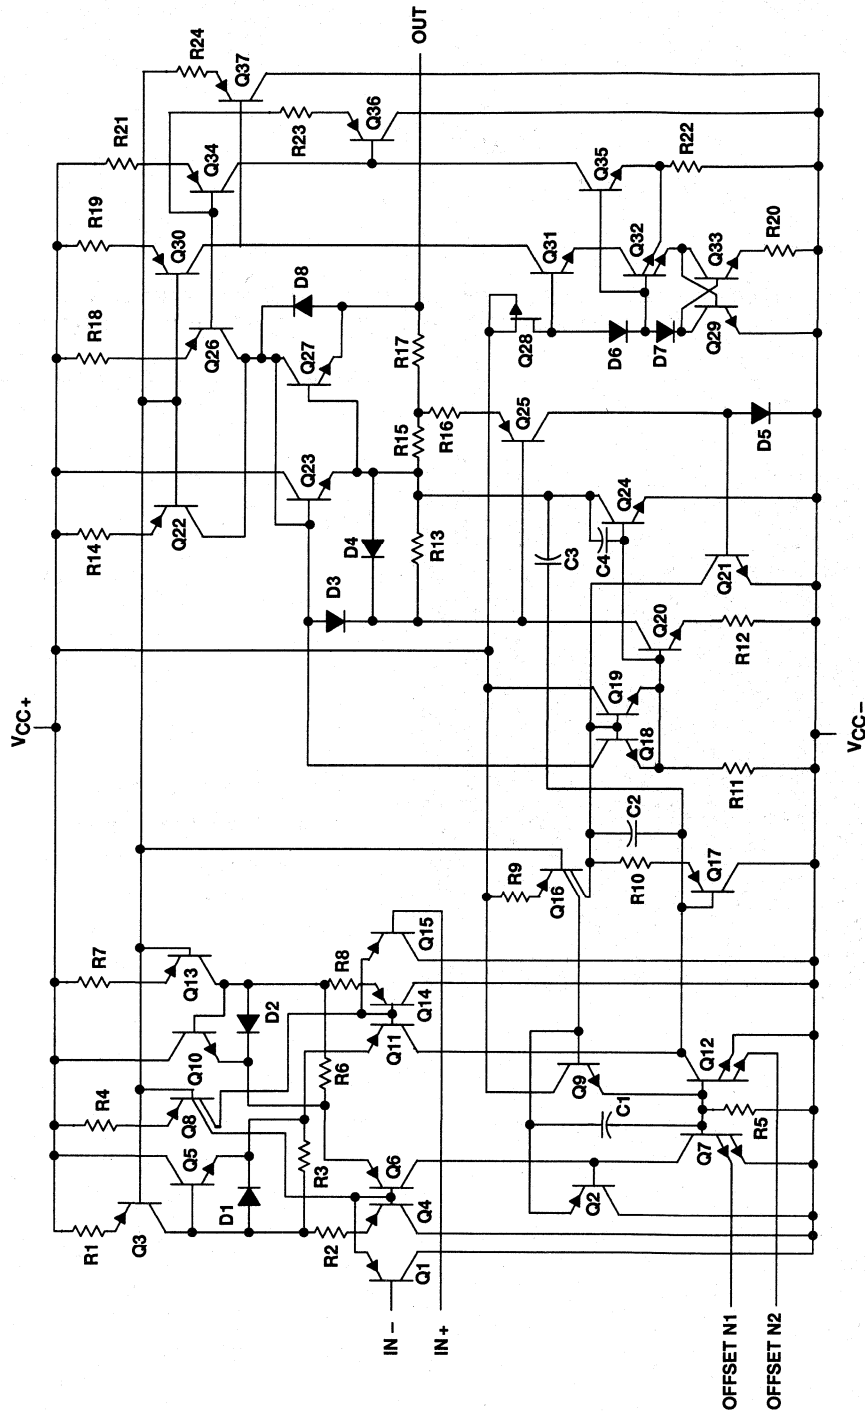 VCC+
IN −
IN +
OFFSET N1
OFFSET N2
OUT
VCC−
R1
Q3
D1
R2
Q1
Q4
Q5
R4
Q8
R3
Q6
Q2
Q7
C1
R5
Q9
Q12
Q10
R7
Q13
D2
R6
R8
Q11
Q14
Q15
R9
Q16
R10
Q17
C2
R11
Q18
Q19
Q20
R12
D3
D4
R13
C3
C4
Q24
Q21
R14
Q22
Q23
R15
R16
Q25
D5
R18
Q26
Q27
D8
R17
Q28
D6
D7
Q29
R19
Q30
Q31
Q32
Q33
R20
R21
Q34
Q35
R22
R23
Q36
R24
Q37